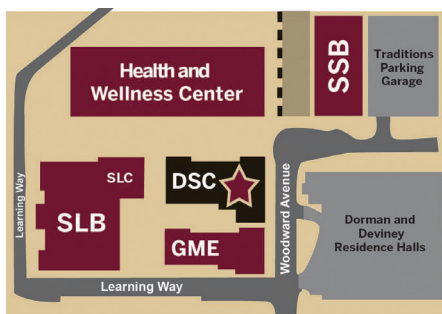 Health and
Wellness Center
SSB
Traditions
Parking
Garage
Learning Way
SLC
SLB
DSC
GME
Woodward Avenue
Dorman and
Deviney
Residence Halls
Learning Way